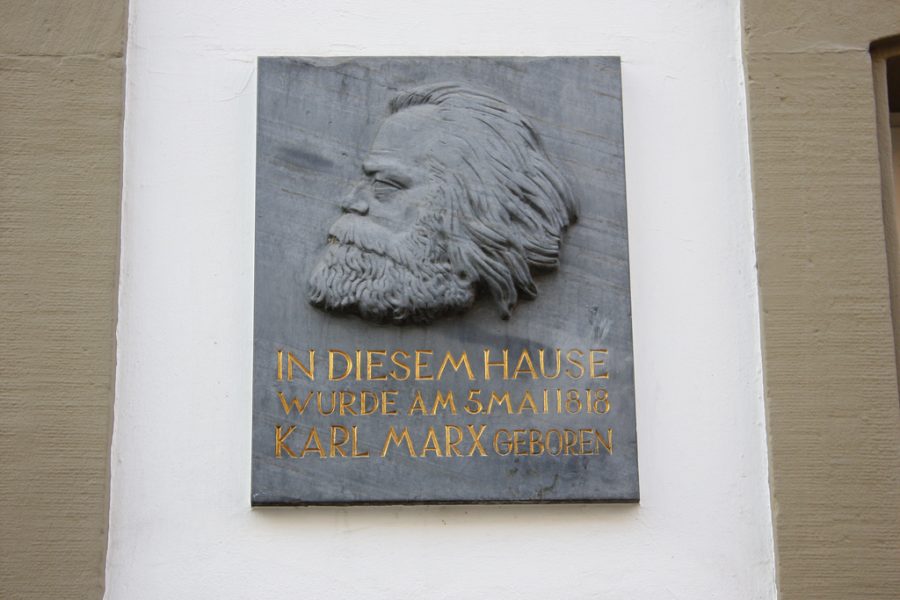 IN DIESEM HAUSE
WURDE AM 5. MAI 1818
KARL MARX GEBOREN